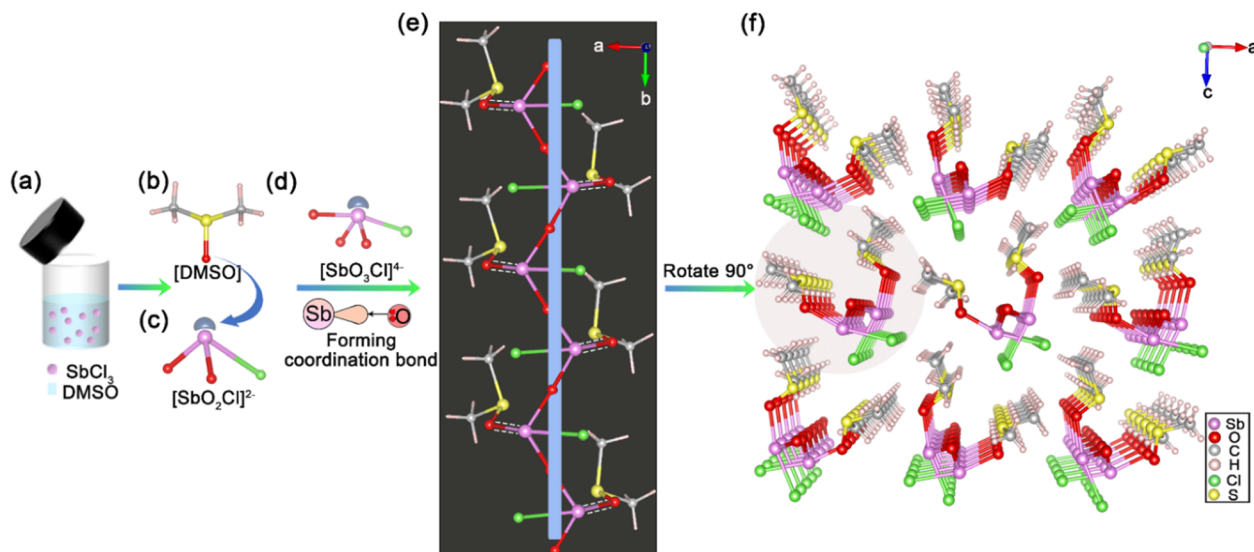 (a)
SbCl₃
DMSO
(b)
[DMSO]
(c)
[SbO₂Cl]²⁻
(d)
[SbO₃Cl]⁴⁻
Sb
O
Forming
coordination bond
(e)
a
b
Rotate 90°
(f)
a
c
Sb
O
C
H
Cl
S